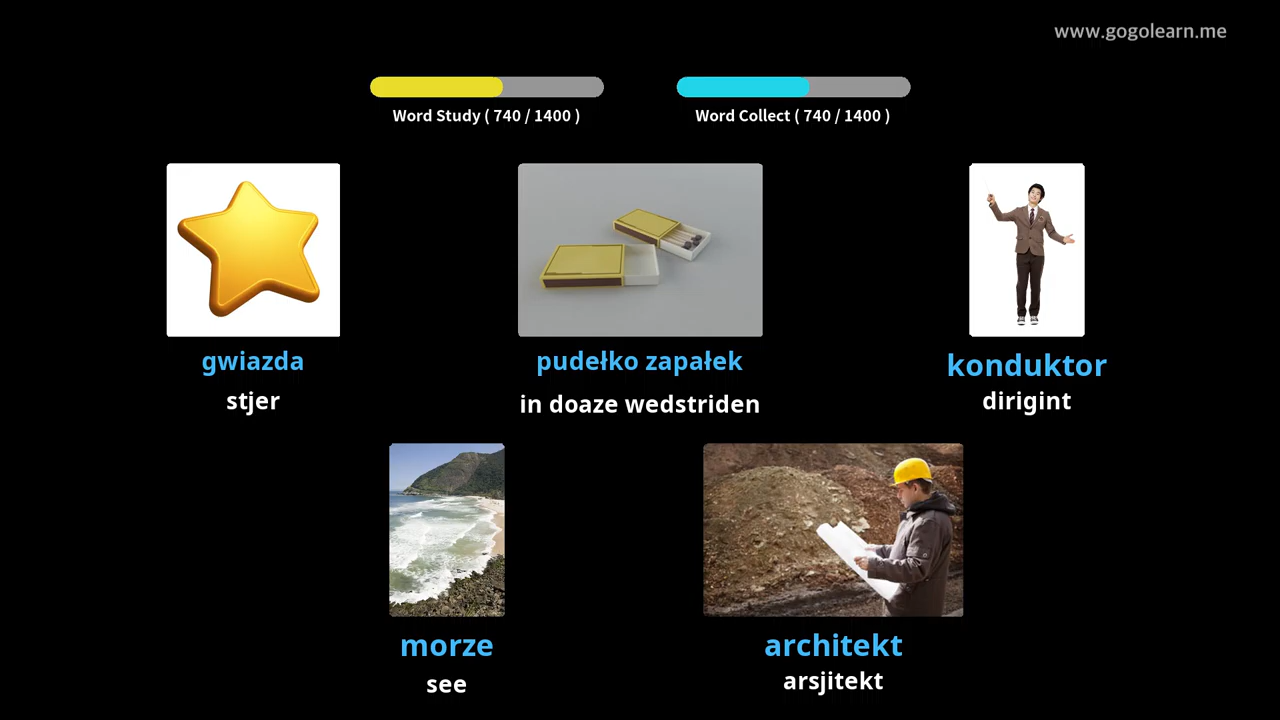 www.gogolearn.me
Word Study ( 740 / 1400 )
Word Collect ( 740 / 1400 )
gwiazda
stjer
pudełko zapałek
in doaze wedstriden
konduktor
dirigint
morze
see
architekt
arsjitekt